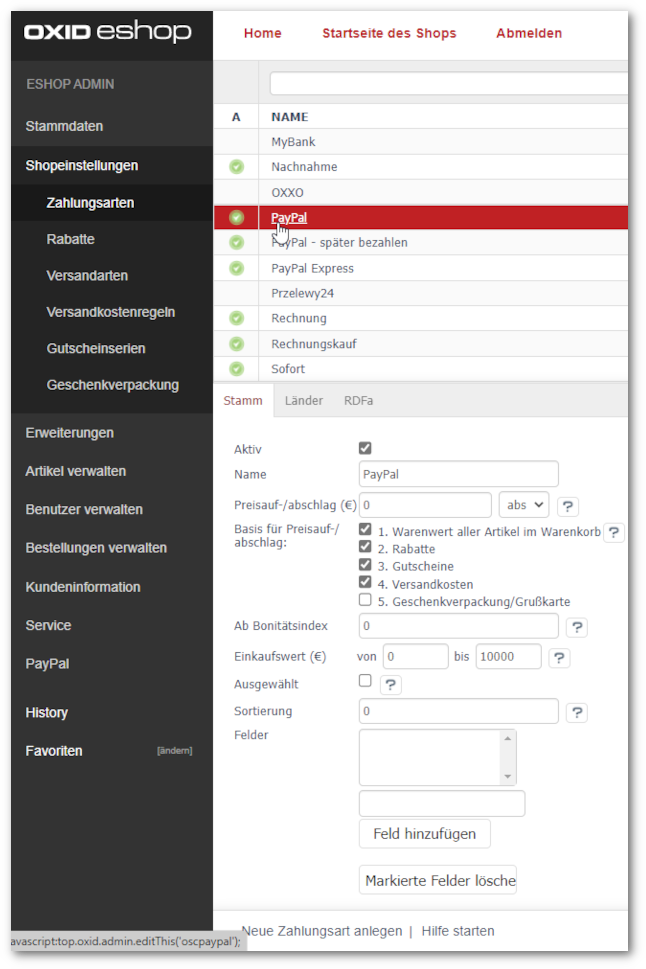 OXID eshop
Home Startseite des Shops Abmelden
ESHOP ADMIN
Stammdaten
Shopeinstellungen
Zahlungsarten
Rabatte
Versandarten
Versandkostenregeln
Gutscheinserien
Geschenkverpackung
Erweiterungen
Artikel verwalten
Benutzer verwalten
Bestellungen verwalten
Kundeninformation
Service
PayPal
History
Favoriten [ändern]
A NAME
MyBank
Nachnahme
OXXO
PayPal
PayPal - später bezahlen
PayPal Express
Przelewy24
Rechnung
Rechnungskauf
Sofort
Stamm Länder RDFa
Aktiv
Name PayPal
Preisauf-/abschlag (€) 0 abs ?
Basis für Preisauf-/
abschlag:
1. Warenwert aller Artikel im Warenkorb ?
2. Rabatte
3. Gutscheine
4. Versandkosten
5. Geschenkverpackung/Grußkarte
Ab Bonitätsindex 0 ?
Einkaufswert (€) von 0 bis 10000 ?
Ausgewählt ?
Sortierung 0 ?
Felder
Feld hinzufügen
Markierte Felder lösche
Neue Zahlungsart anlegen | Hilfe starten
avascript:top.oxid.admin.editThis('oscpaypal');